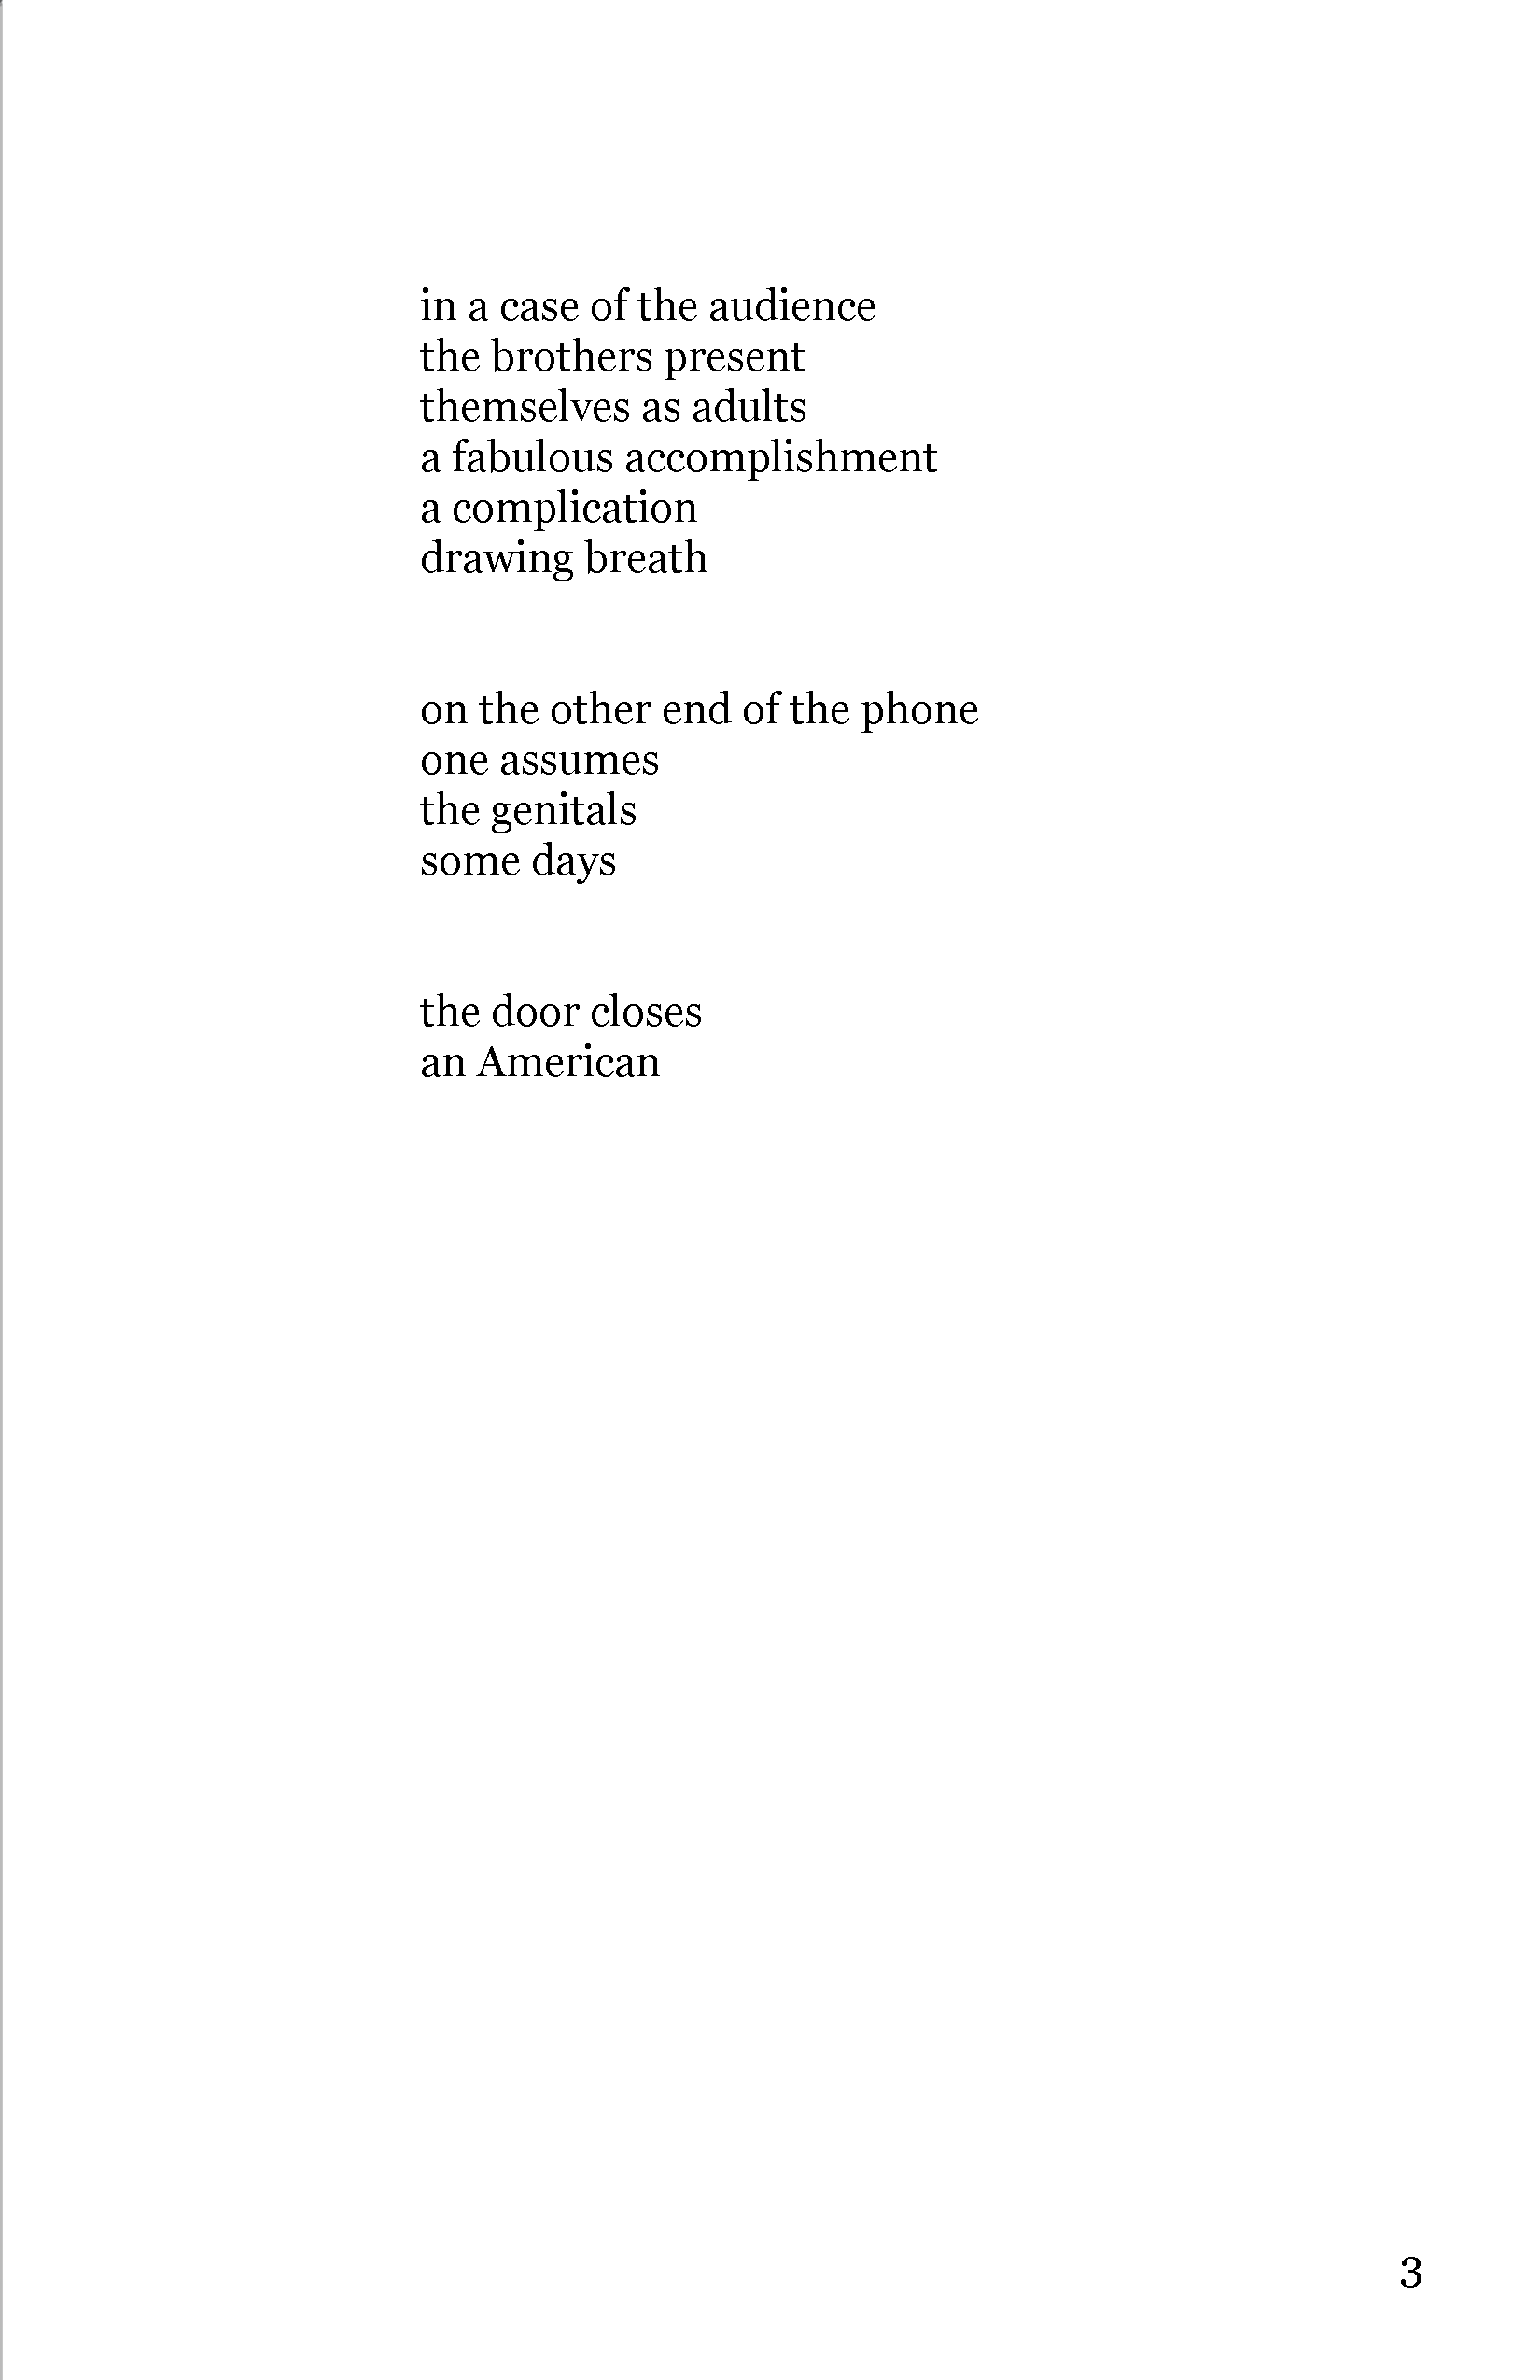 in a case of the audience
the brothers present
themselves as adults
a fabulous accomplishment
a complication
drawing breath
on the other end of the phone
one assumes
the genitals
some days
the door closes
an American
3